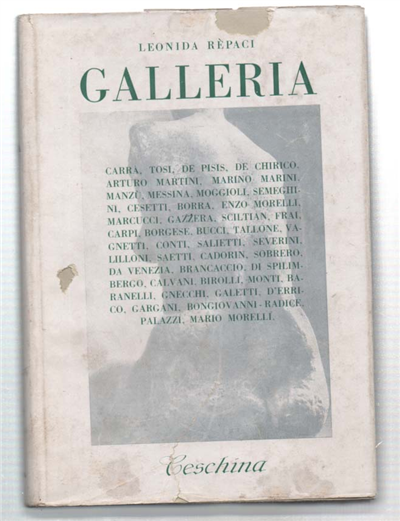 LEONIDA RÈPACI
GALLERIA
CARRA, TOSI, DE PISIS, DE CHIRICO,
ARTURO MARTINI, MARINO MARINI,
MANZÙ, MESSINA, MOGGIOLI, SEMEGHI-
NI, CESETTI, BORRA, ENZO MORELLI,
MARCUCCI, GAZZERA, SCILTIAN, FRAI,
CARPI, BORGESE, BUCCI, TALLONE, VA-
GNETTI, CONTI, SALIETTI, SEVERINI,
LILLONI, SAETTI, CADORIN, SOBRERO,
DA VENEZIA, BRANCACCIO, DI SPILIM-
BERGO, CALVANI, BIROLLI, MONTI, BA-
RANELLI, GNECCHI, GALETTI, D'ERRI-
CO, GARGANI, BONGIOVANNI-RADICE,
PALAZZI, MARIO MORELLI.
Ceschina